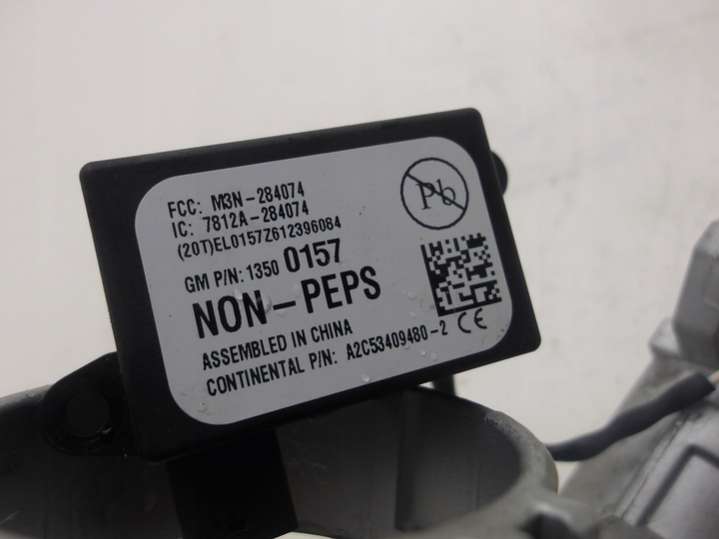 FCC: M3N-284074
IC: 7812A-284074
(20T)EL0157Z612396084
GM P/N: 1350 0157
NON-PEPS
ASSEMBLED IN CHINA
CONTINENTAL P/N: A2C53409480-2 CE
Pb